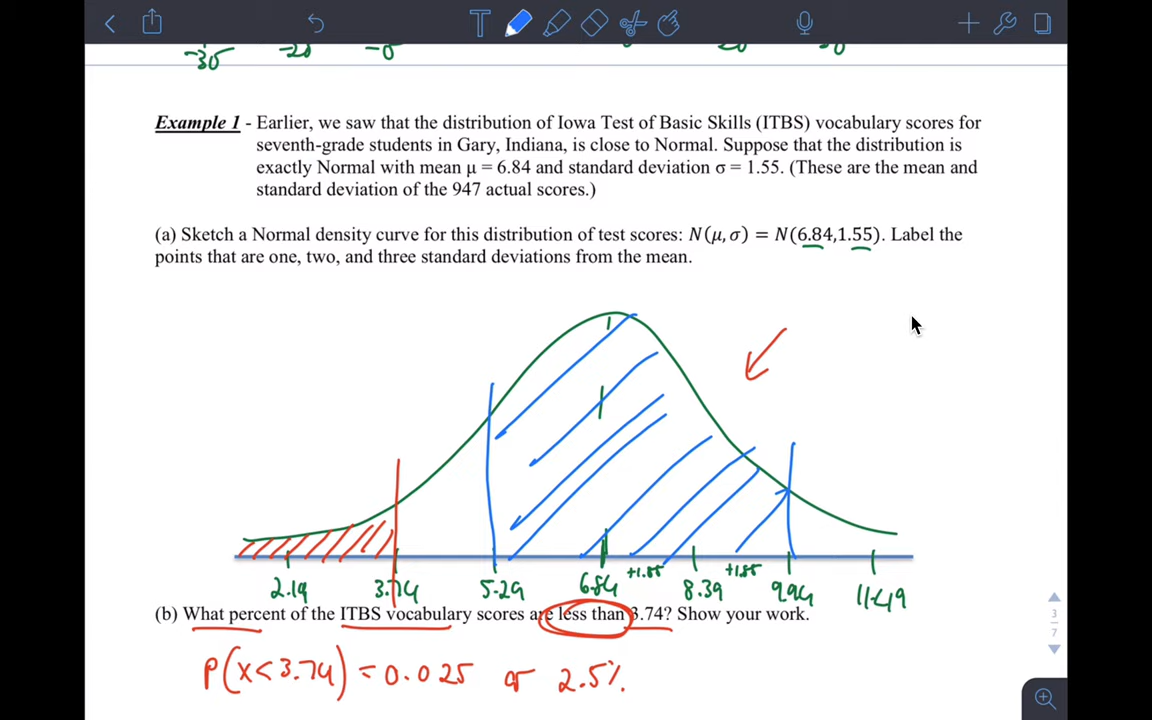 -3σ -2σ -σ
Example 1 - Earlier, we saw that the distribution of Iowa Test of Basic Skills (ITBS) vocabulary scores for
seventh-grade students in Gary, Indiana, is close to Normal. Suppose that the distribution is
exactly Normal with mean μ = 6.84 and standard deviation σ = 1.55. (These are the mean and
standard deviation of the 947 actual scores.)
(a) Sketch a Normal density curve for this distribution of test scores: N(μ, σ) = N(6.84,1.55). Label the
points that are one, two, and three standard deviations from the mean.
2.19 3.74 5.29 6.84 +1.55 8.39 +1.55 9.94 11.49
(b) What percent of the ITBS vocabulary scores are less than 3.74? Show your work.
P(x<3.74) = 0.025 or 2.5%
3
7